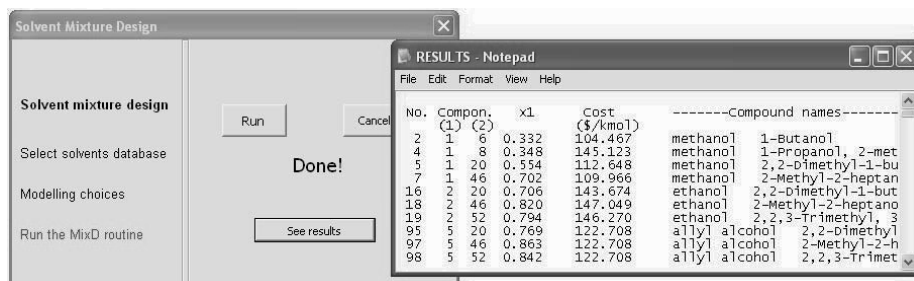 Solvent Mixture Design
Solvent mixture design
Select solvents database
Modelling choices
Run the MixD routine
Run
Cancel
Done!
See results
RESULTS - Notepad
File Edit Format View Help
No. Compon. x1 Cost -------Compound names-------
(1) (2) ($/kmol)
2 1 6 0.332 104.467 methanol 1-Butanol
4 1 8 0.348 145.123 methanol 1-Propanol, 2-met
5 1 20 0.554 112.648 methanol 2,2-Dimethyl-1-bu
7 1 46 0.702 109.966 methanol 2-Methyl-2-heptan
16 2 20 0.706 143.674 ethanol 2,2-Dimethyl-1-but
18 2 46 0.820 147.049 ethanol 2-Methyl-2-heptano
19 2 52 0.794 146.270 ethanol 2,2,3-Trimethyl, 3
95 5 20 0.769 122.708 allyl alcohol 2,2-Dimethyl
97 5 46 0.863 122.708 allyl alcohol 2-Methyl-2-h
98 5 52 0.842 122.708 allyl alcohol 2,2,3-Trimet